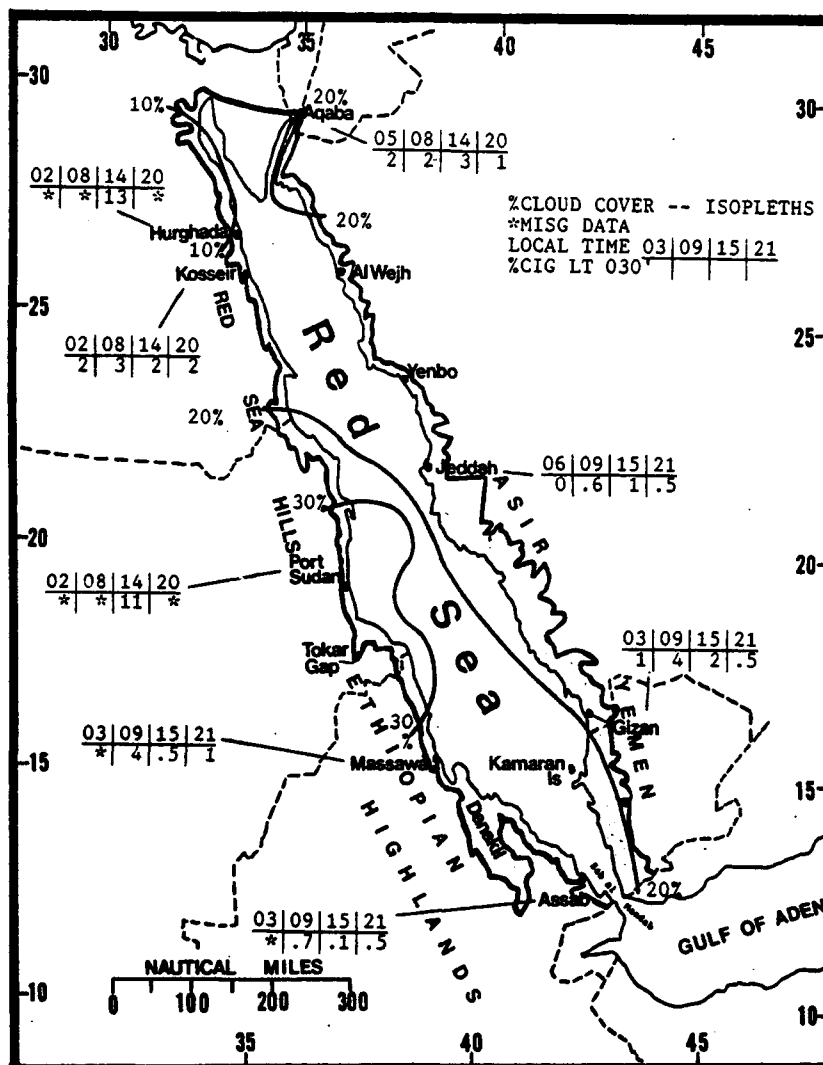 30
35
40
45
30
30
10%
20%
Aqaba
05|08|14|20
2|2|3|1
02|08|14|20
*|*|13|*
20%
%CLOUD COVER -- ISOPLETHS
*MISG DATA
LOCAL TIME 03|09|15|21
%CIG LT 030'
Hurghada
10%
Kosseir
Al Wejh
RED
25
25
Red
02|08|14|20
2|3|2|2
Yenbo
20%
SEA
Jeddah
06|09|15|21
0|.6|1|.5
ASIR
30%
HILLS
20
20
Port
Sudan
02|08|14|20
*|*|11|*
Sea
Tokar
Gap
03|09|15|21
1|4|2|.5
YEMEN
Gizan
ETHIOPIAN
30
%
03|09|15|21
*|4|.5|1
15
15
Massawa
Kamaran
Is
HIGHLANDS
Danakil
Bab el
Mandab
Assab
20%
03|09|15|21
*|.7|.1|.5
GULF OF ADEN
NAUTICAL MILES
0 100 200 300
10
10
35
40
45